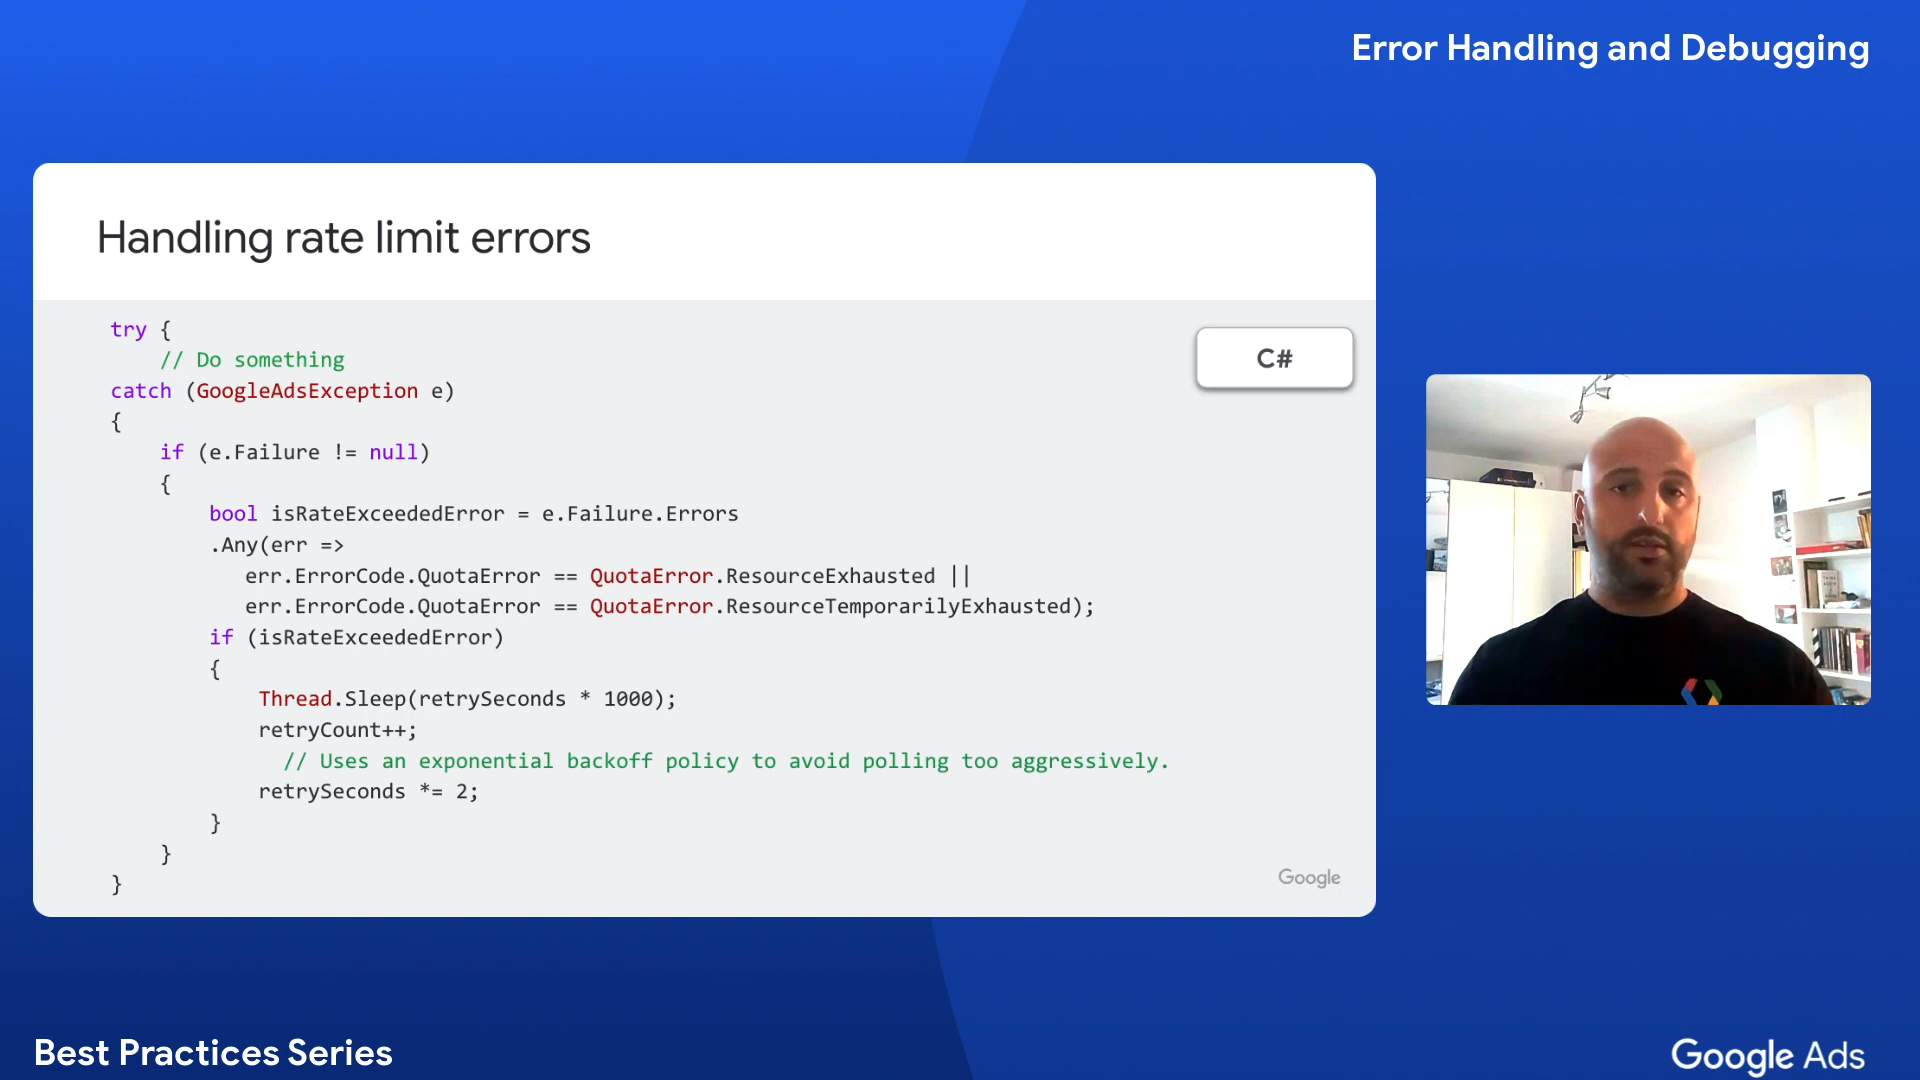 Error Handling and Debugging
Handling rate limit errors
C#
try {
// Do something
catch (GoogleAdsException e)
{
if (e.Failure != null)
{
bool isRateExceededError = e.Failure.Errors
.Any(err =>
err.ErrorCode.QuotaError == QuotaError.ResourceExhausted ||
err.ErrorCode.QuotaError == QuotaError.ResourceTemporarilyExhausted);
if (isRateExceededError)
{
Thread.Sleep(retrySeconds * 1000);
retryCount++;
// Uses an exponential backoff policy to avoid polling too aggressively.
retrySeconds *= 2;
}
}
}
Google
Best Practices Series
Google Ads